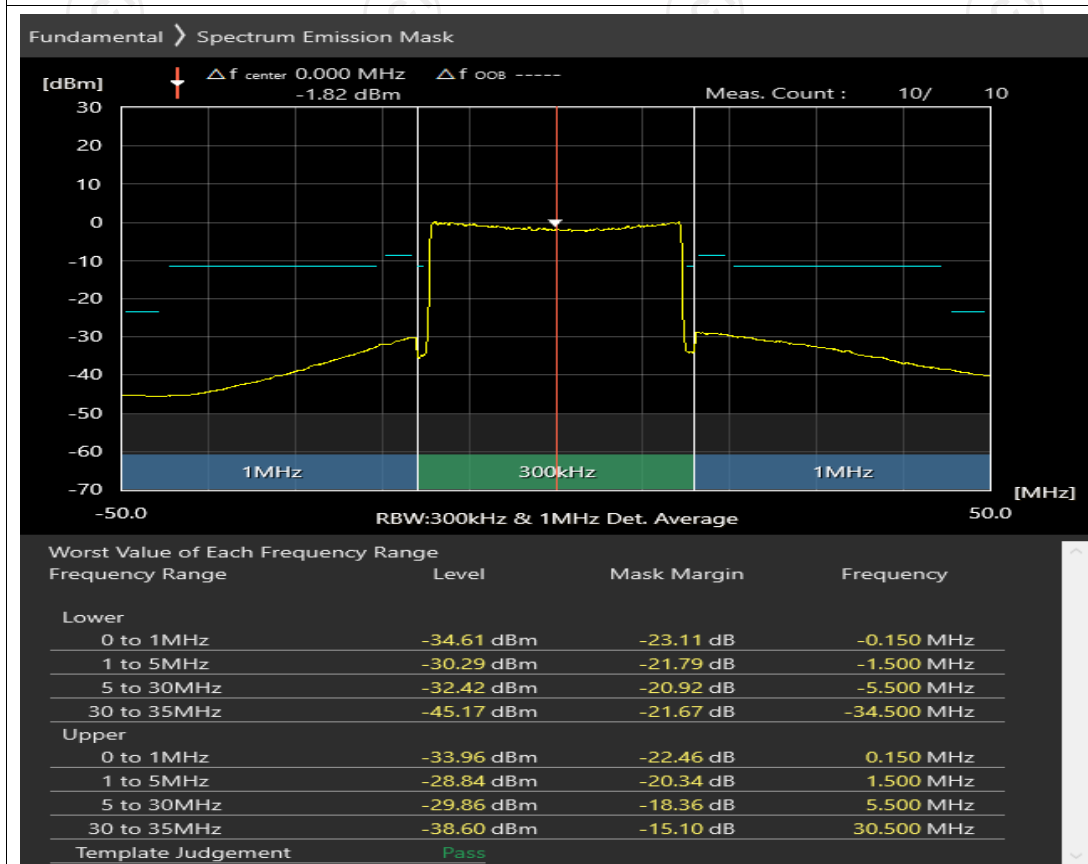 Fundamental ❯ Spectrum Emission Mask
[dBm] Δf center 0.000 MHz Δf OOB -----
-1.82 dBm Meas. Count : 10/ 10
30
20
10
0
-10
-20
-30
-40
-50
-60
1MHz 300kHz 1MHz
-70
[MHz]
-50.0 RBW:300kHz & 1MHz Det. Average 50.0
Worst Value of Each Frequency Range
Frequency Range Level Mask Margin Frequency
Lower
0 to 1MHz -34.61 dBm -23.11 dB -0.150 MHz
1 to 5MHz -30.29 dBm -21.79 dB -1.500 MHz
5 to 30MHz -32.42 dBm -20.92 dB -5.500 MHz
30 to 35MHz -45.17 dBm -21.67 dB -34.500 MHz
Upper
0 to 1MHz -33.96 dBm -22.46 dB 0.150 MHz
1 to 5MHz -28.84 dBm -20.34 dB 1.500 MHz
5 to 30MHz -29.86 dBm -18.36 dB 5.500 MHz
30 to 35MHz -38.60 dBm -15.10 dB 30.500 MHz
Template Judgement Pass